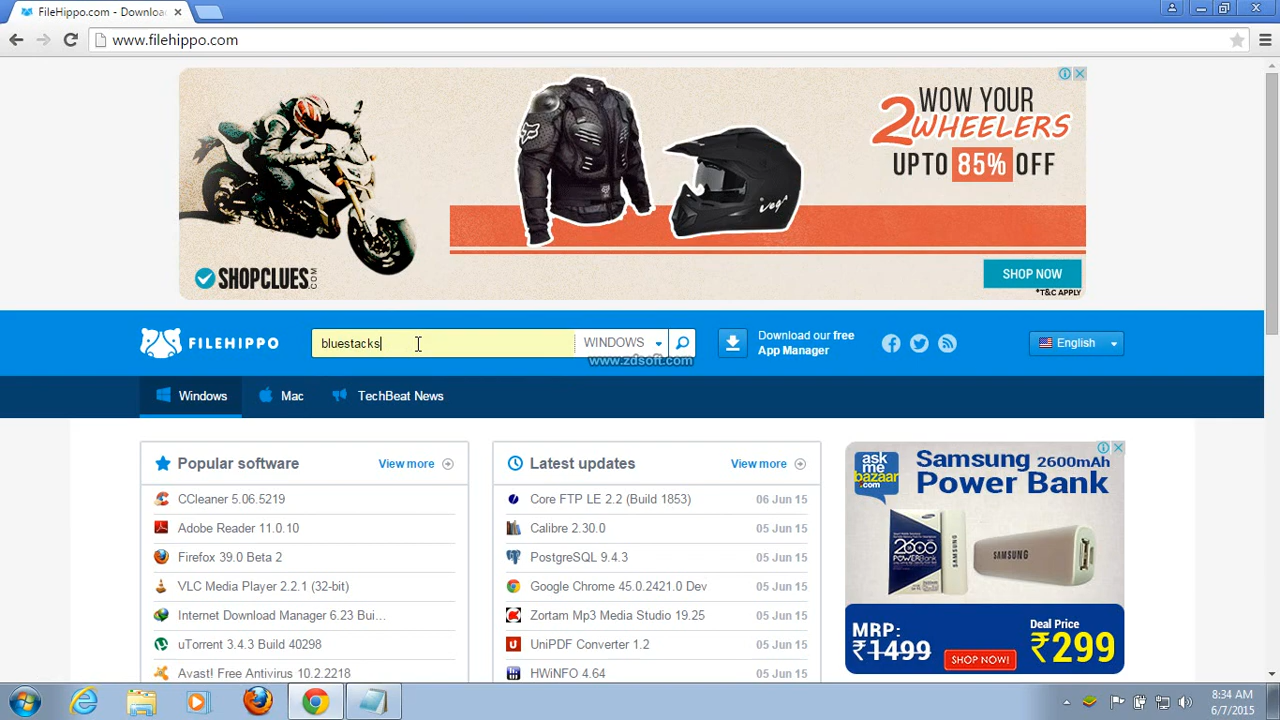 FileHippo.com - Downloa
www.filehippo.com
WOW YOUR
2WHEELERS
UPTO 85% OFF
SHOPCLUES.COM
SHOP NOW
*T&C APPLY
FILEHIPPO
bluestacks
WINDOWS
Download our free
App Manager
English
www.zdsoft.com
Windows
Mac
TechBeat News
Popular software
View more
CCleaner 5.06.5219
Adobe Reader 11.0.10
Firefox 39.0 Beta 2
VLC Media Player 2.2.1 (32-bit)
Internet Download Manager 6.23 Bui...
uTorrent 3.4.3 Build 40298
Avast! Free Antivirus 10.2.2218
Latest updates
View more
Core FTP LE 2.2 (Build 1853) 06 Jun 15
Calibre 2.30.0 05 Jun 15
PostgreSQL 9.4.3 05 Jun 15
Google Chrome 45.0.2421.0 Dev 05 Jun 15
Zortam Mp3 Media Studio 19.25 05 Jun 15
UniPDF Converter 1.2 05 Jun 15
HWiNFO 4.64 05 Jun 15
ask
me
bazaar
.com
Samsung 2600mAh
Power Bank
SAMSUNG
MRP:
₹1499
SHOP NOW!
Deal Price
₹299
8:34 AM
6/7/2015